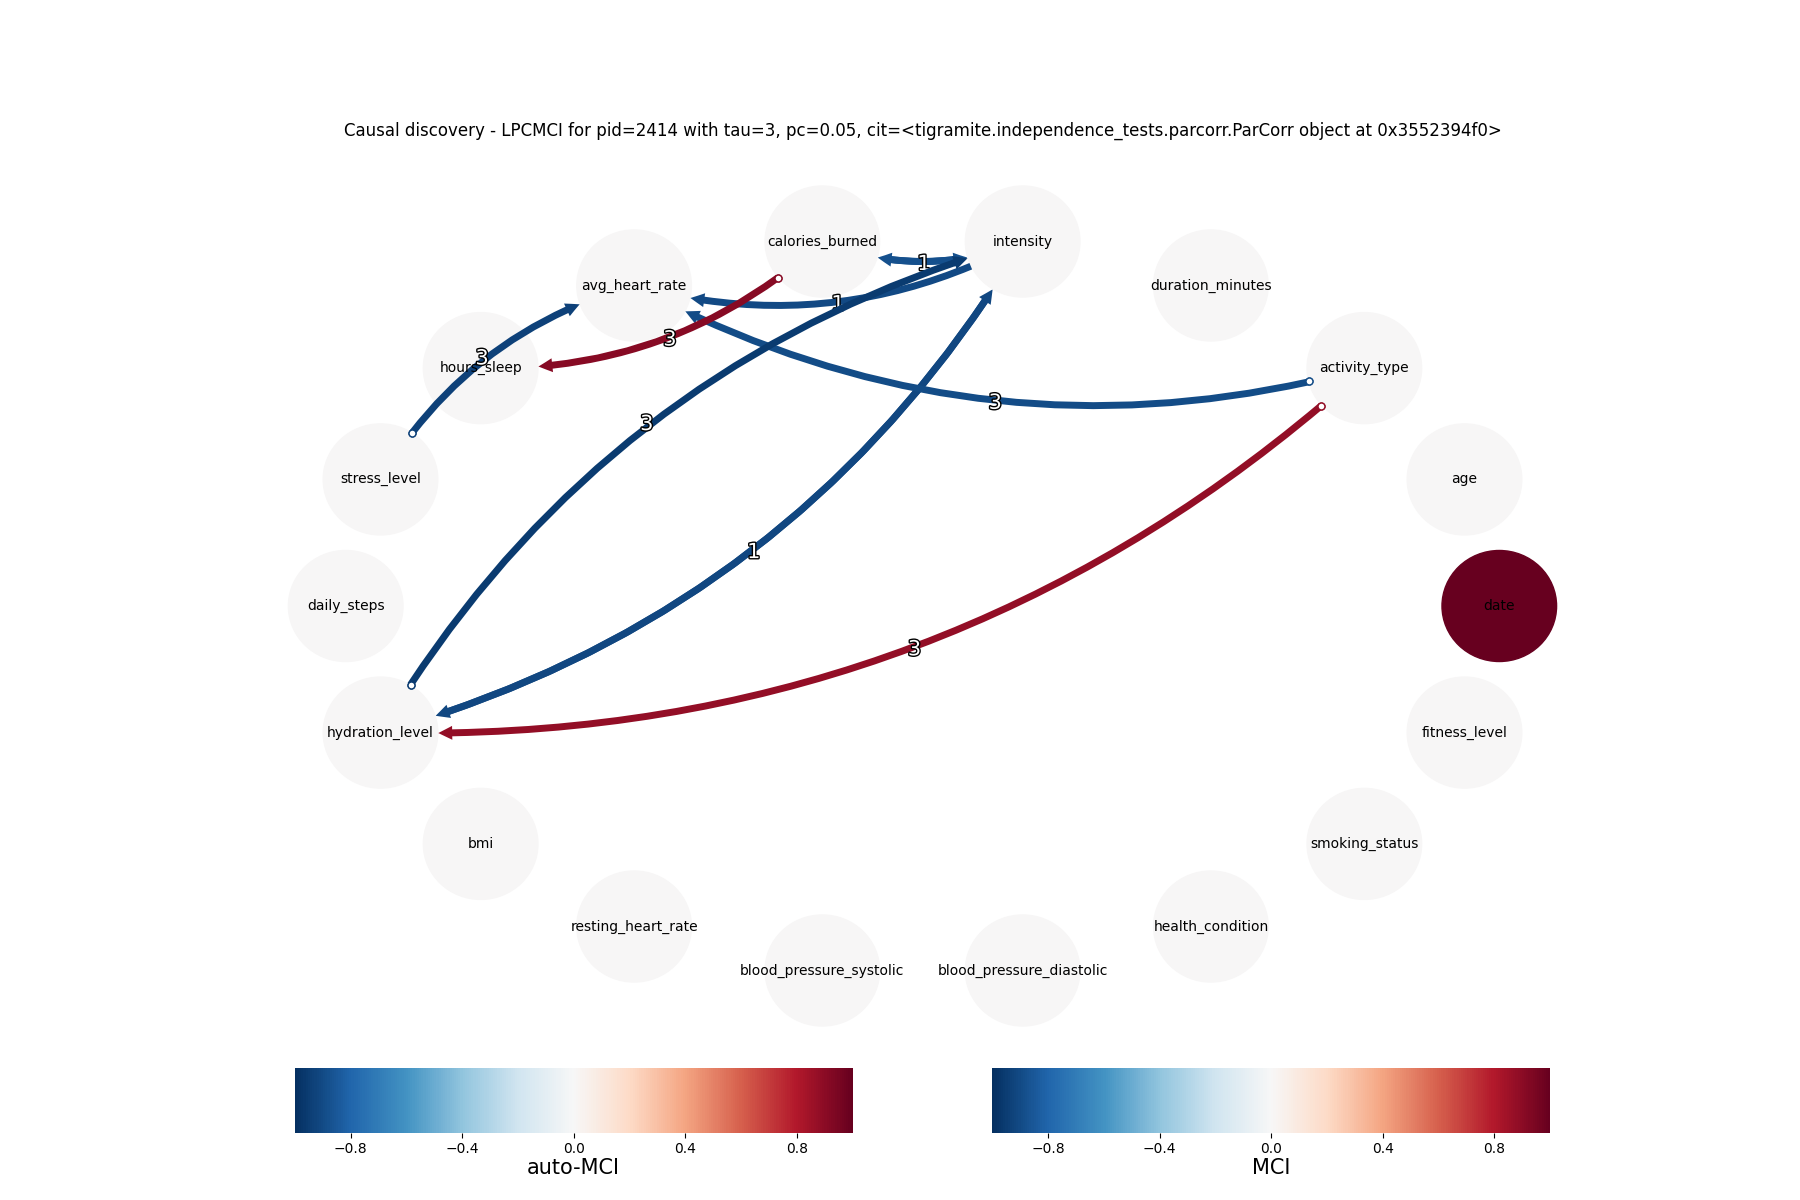 Causal discovery - LPCMCI for pid=2414 with tau=3, pc=0.05, cit=<tigramite.independence_tests.parcorr.ParCorr object at 0x3552394f0>
calories_burned
intensity
1
avg_heart_rate
duration_minutes
1
3
3
hours_sleep
activity_type
3
3
stress_level
age
1
daily_steps
date
3
hydration_level
fitness_level
bmi
smoking_status
resting_heart_rate
health_condition
blood_pressure_systolic
blood_pressure_diastolic
−0.8 −0.4 0.0 0.4 0.8
auto-MCI
−0.8 −0.4 0.0 0.4 0.8
MCI